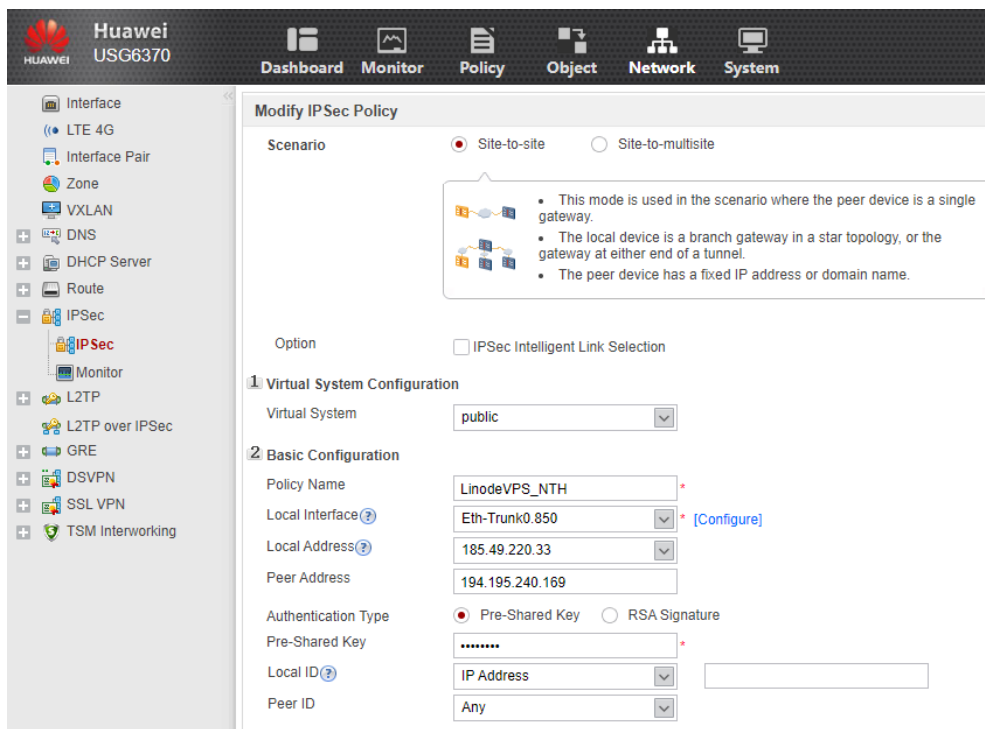 HUAWEI
Huawei
USG6370
Dashboard Monitor Policy Object Network System
Interface
LTE 4G
Interface Pair
Zone
VXLAN
DNS
DHCP Server
Route
IPSec
IPSec
Monitor
L2TP
L2TP over IPSec
GRE
DSVPN
SSL VPN
TSM Interworking
Modify IPSec Policy
Scenario Site-to-site Site-to-multisite
• This mode is used in the scenario where the peer device is a single
gateway.
• The local device is a branch gateway in a star topology, or the
gateway at either end of a tunnel.
• The peer device has a fixed IP address or domain name.
Option IPSec Intelligent Link Selection
1 Virtual System Configuration
Virtual System public
2 Basic Configuration
Policy Name LinodeVPS_NTH *
Local Interface ? Eth-Trunk0.850 * [Configure]
Local Address ? 185.49.220.33
Peer Address 194.195.240.169
Authentication Type Pre-Shared Key RSA Signature
Pre-Shared Key •••••••• *
Local ID ? IP Address
Peer ID Any